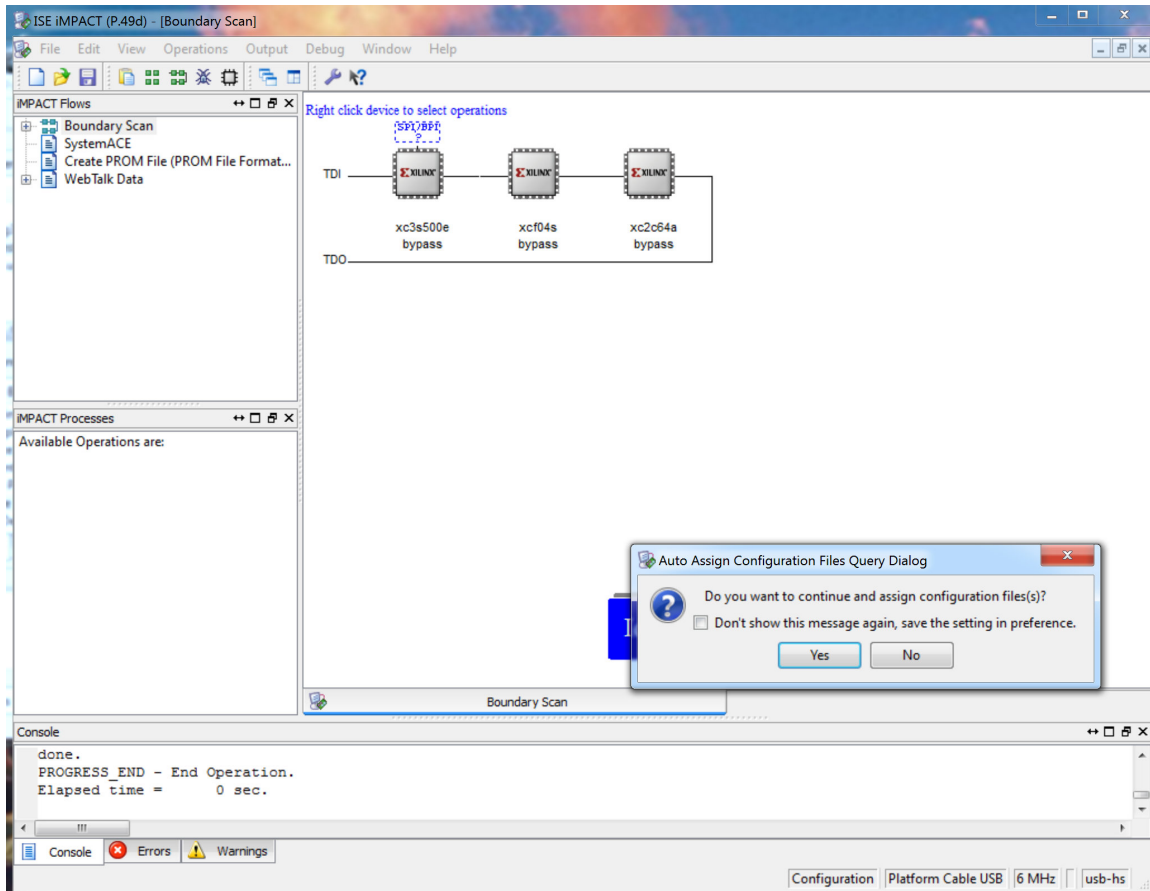 ISE iMPACT (P.49d) - [Boundary Scan]
File Edit View Operations Output Debug Window Help
iMPACT Flows
Boundary Scan
SystemACE
Create PROM File (PROM File Format...
WebTalk Data
Right click device to select operations
SPI/BPI
?
TDI
XILINX XILINX XILINX
xc3s500e xcf04s xc2c64a
bypass bypass bypass
TDO
iMPACT Processes
Available Operations are:
Auto Assign Configuration Files Query Dialog
Do you want to continue and assign configuration files(s)?
Don't show this message again, save the setting in preference.
Yes No
Boundary Scan
Console
done.
PROGRESS_END - End Operation.
Elapsed time = 0 sec.
Console Errors Warnings
Configuration Platform Cable USB 6 MHz usb-hs